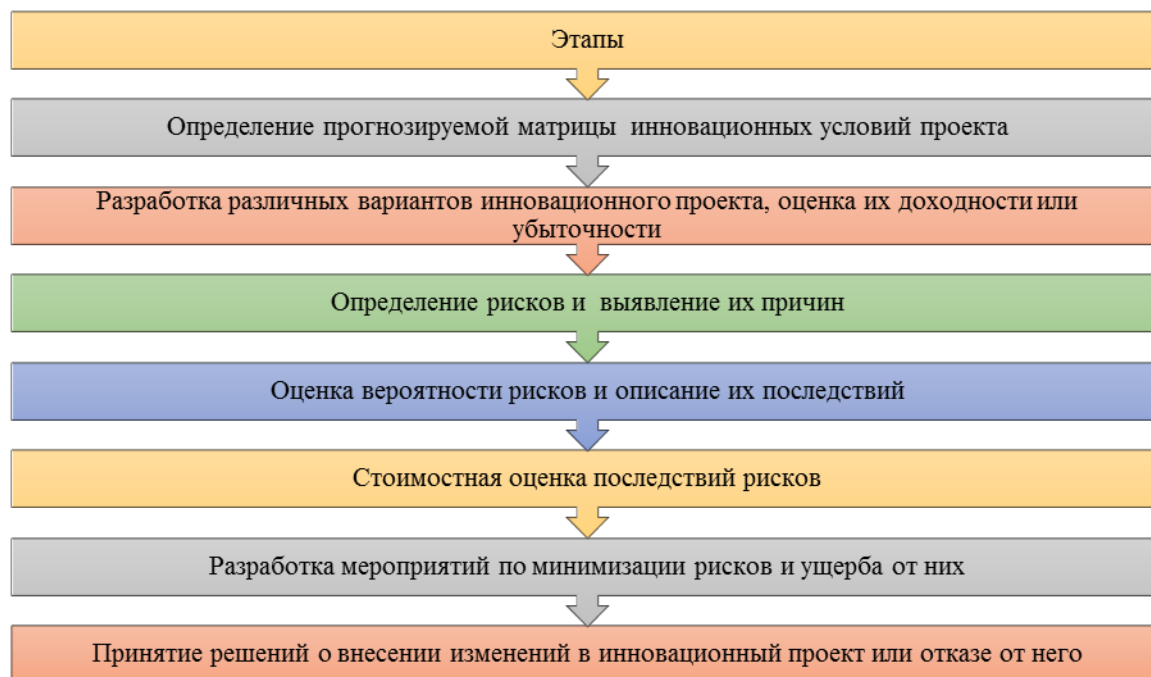 Этапы
Определение прогнозируемой матрицы инновационных условий проекта
Разработка различных вариантов инновационного проекта, оценка их доходности или
убыточности
Определение рисков и выявление их причин
Оценка вероятности рисков и описание их последствий
Стоимостная оценка последствий рисков
Разработка мероприятий по минимизации рисков и ущерба от них
Принятие решений о внесении изменений в инновационный проект или отказе от него